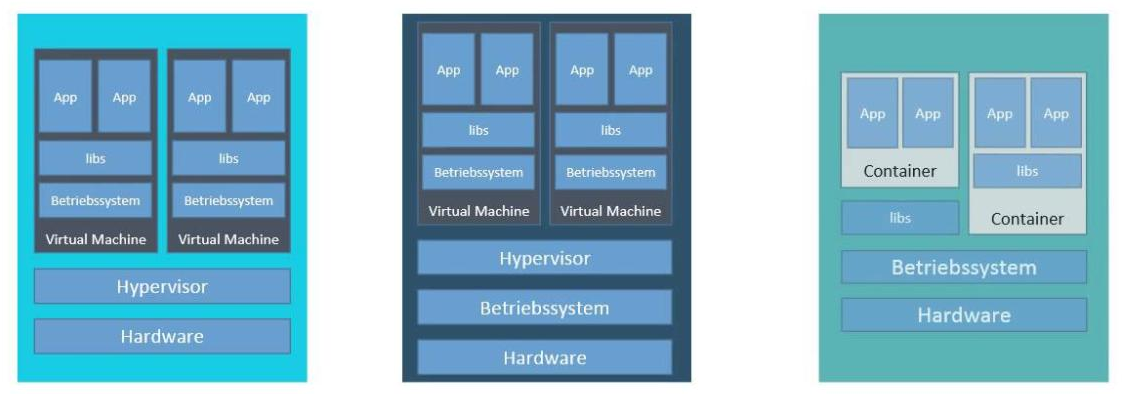 App App App App
libs libs
Betriebssystem Betriebssystem
Virtual Machine Virtual Machine
Hypervisor
Hardware
App App App App
libs libs
Betriebssystem Betriebssystem
Virtual Machine Virtual Machine
Hypervisor
Betriebssystem
Hardware
App App App App
Container libs
libs Container
Betriebssystem
Hardware